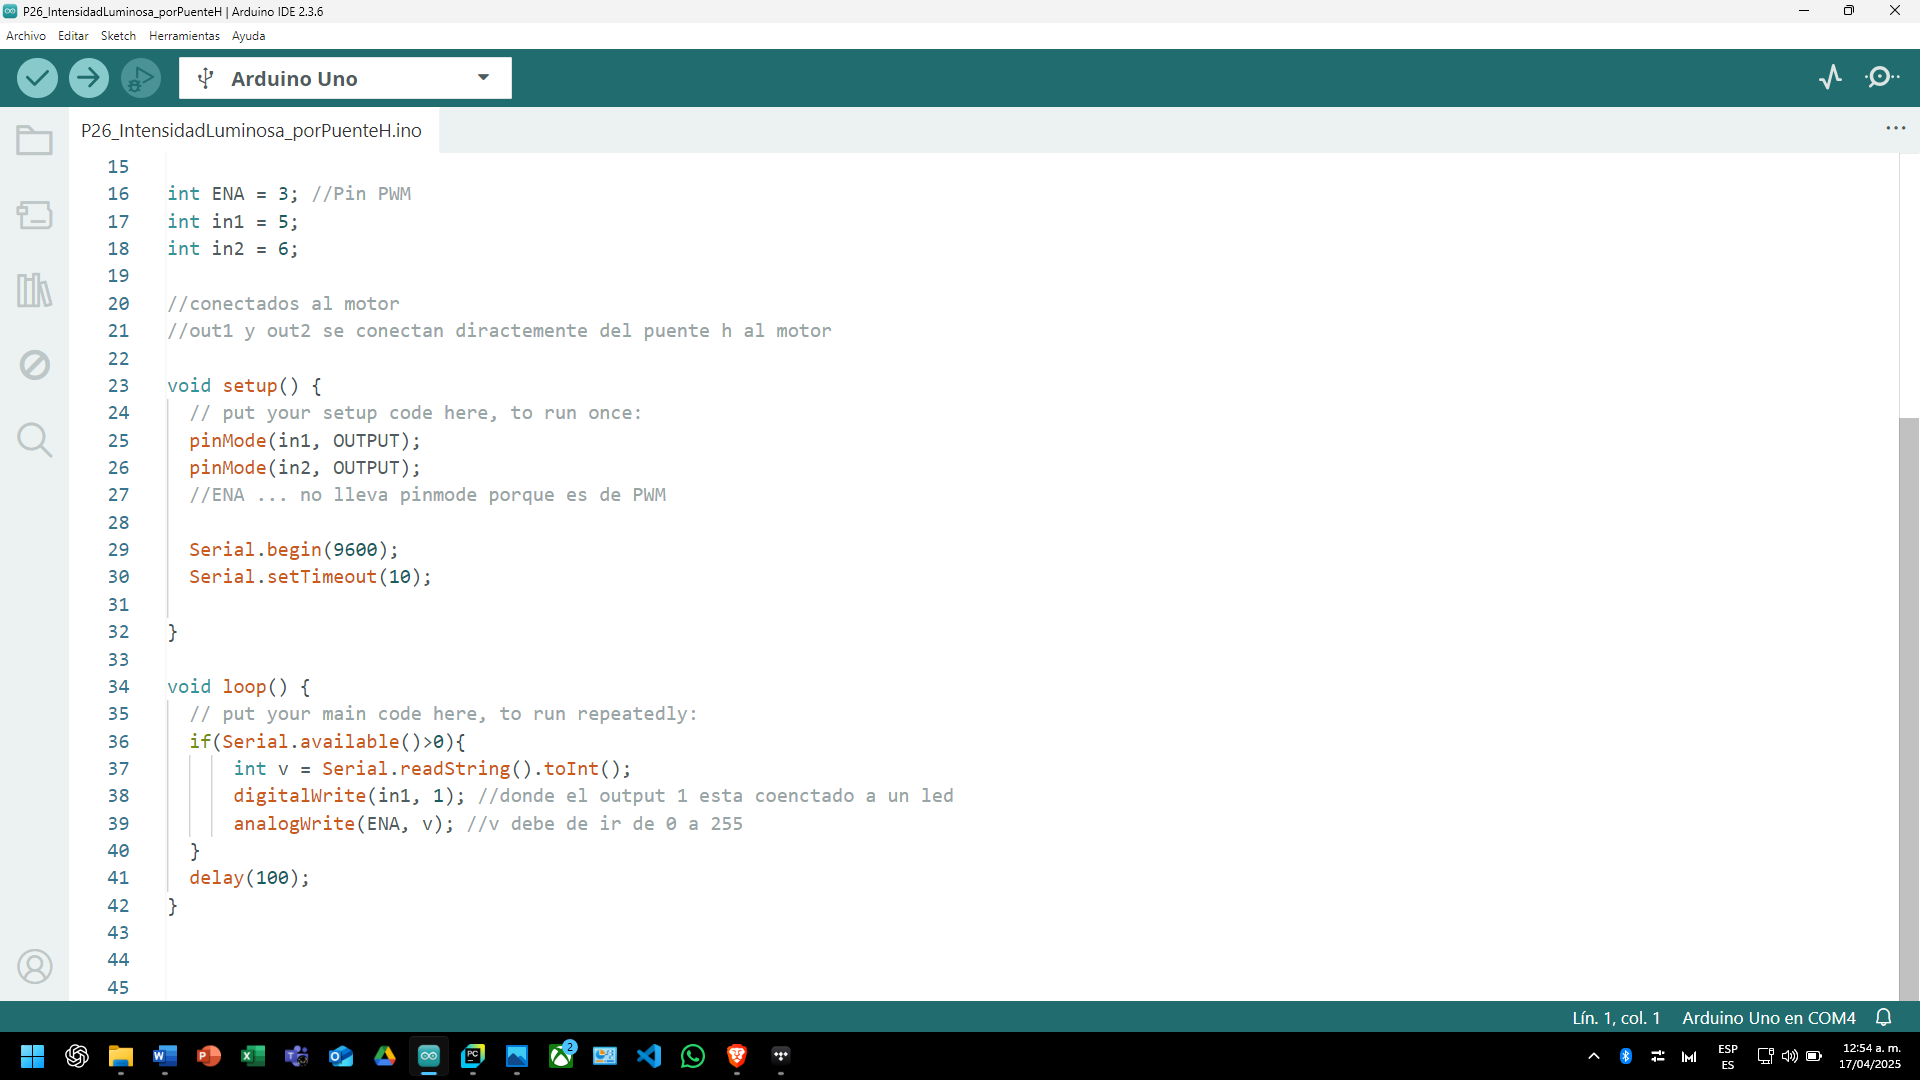 P26_IntensidadLuminosa_porPuenteH | Arduino IDE 2.3.6
Archivo Editar Sketch Herramientas Ayuda
Arduino Uno
P26_IntensidadLuminosa_porPuenteH.ino
15
16 int ENA = 3; //Pin PWM
17 int in1 = 5;
18 int in2 = 6;
19
20 //conectados al motor
21 //out1 y out2 se conectan diractemente del puente h al motor
22
23 void setup() {
24 // put your setup code here, to run once:
25 pinMode(in1, OUTPUT);
26 pinMode(in2, OUTPUT);
27 //ENA ... no lleva pinmode porque es de PWM
28
29 Serial.begin(9600);
30 Serial.setTimeout(10);
31
32 }
33
34 void loop() {
35 // put your main code here, to run repeatedly:
36 if(Serial.available()>0){
37 int v = Serial.readString().toInt();
38 digitalWrite(in1, 1); //donde el output 1 esta coenctado a un led
39 analogWrite(ENA, v); //v debe de ir de 0 a 255
40 }
41 delay(100);
42 }
43
44
45
Lín. 1, col. 1 Arduino Uno en COM4
2
ESP
ES
12:54 a. m.
17/04/2025